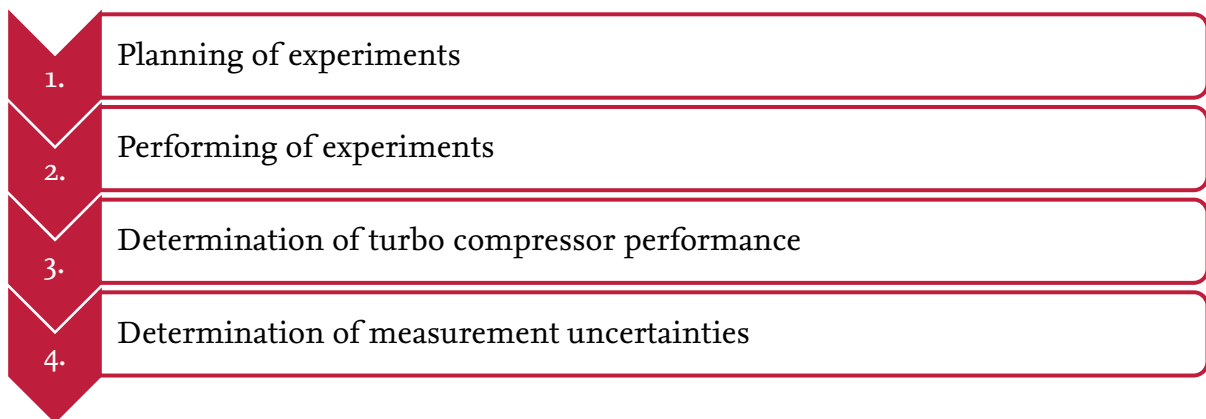 1. Planning of experiments
2. Performing of experiments
3. Determination of turbo compressor performance
4. Determination of measurement uncertainties